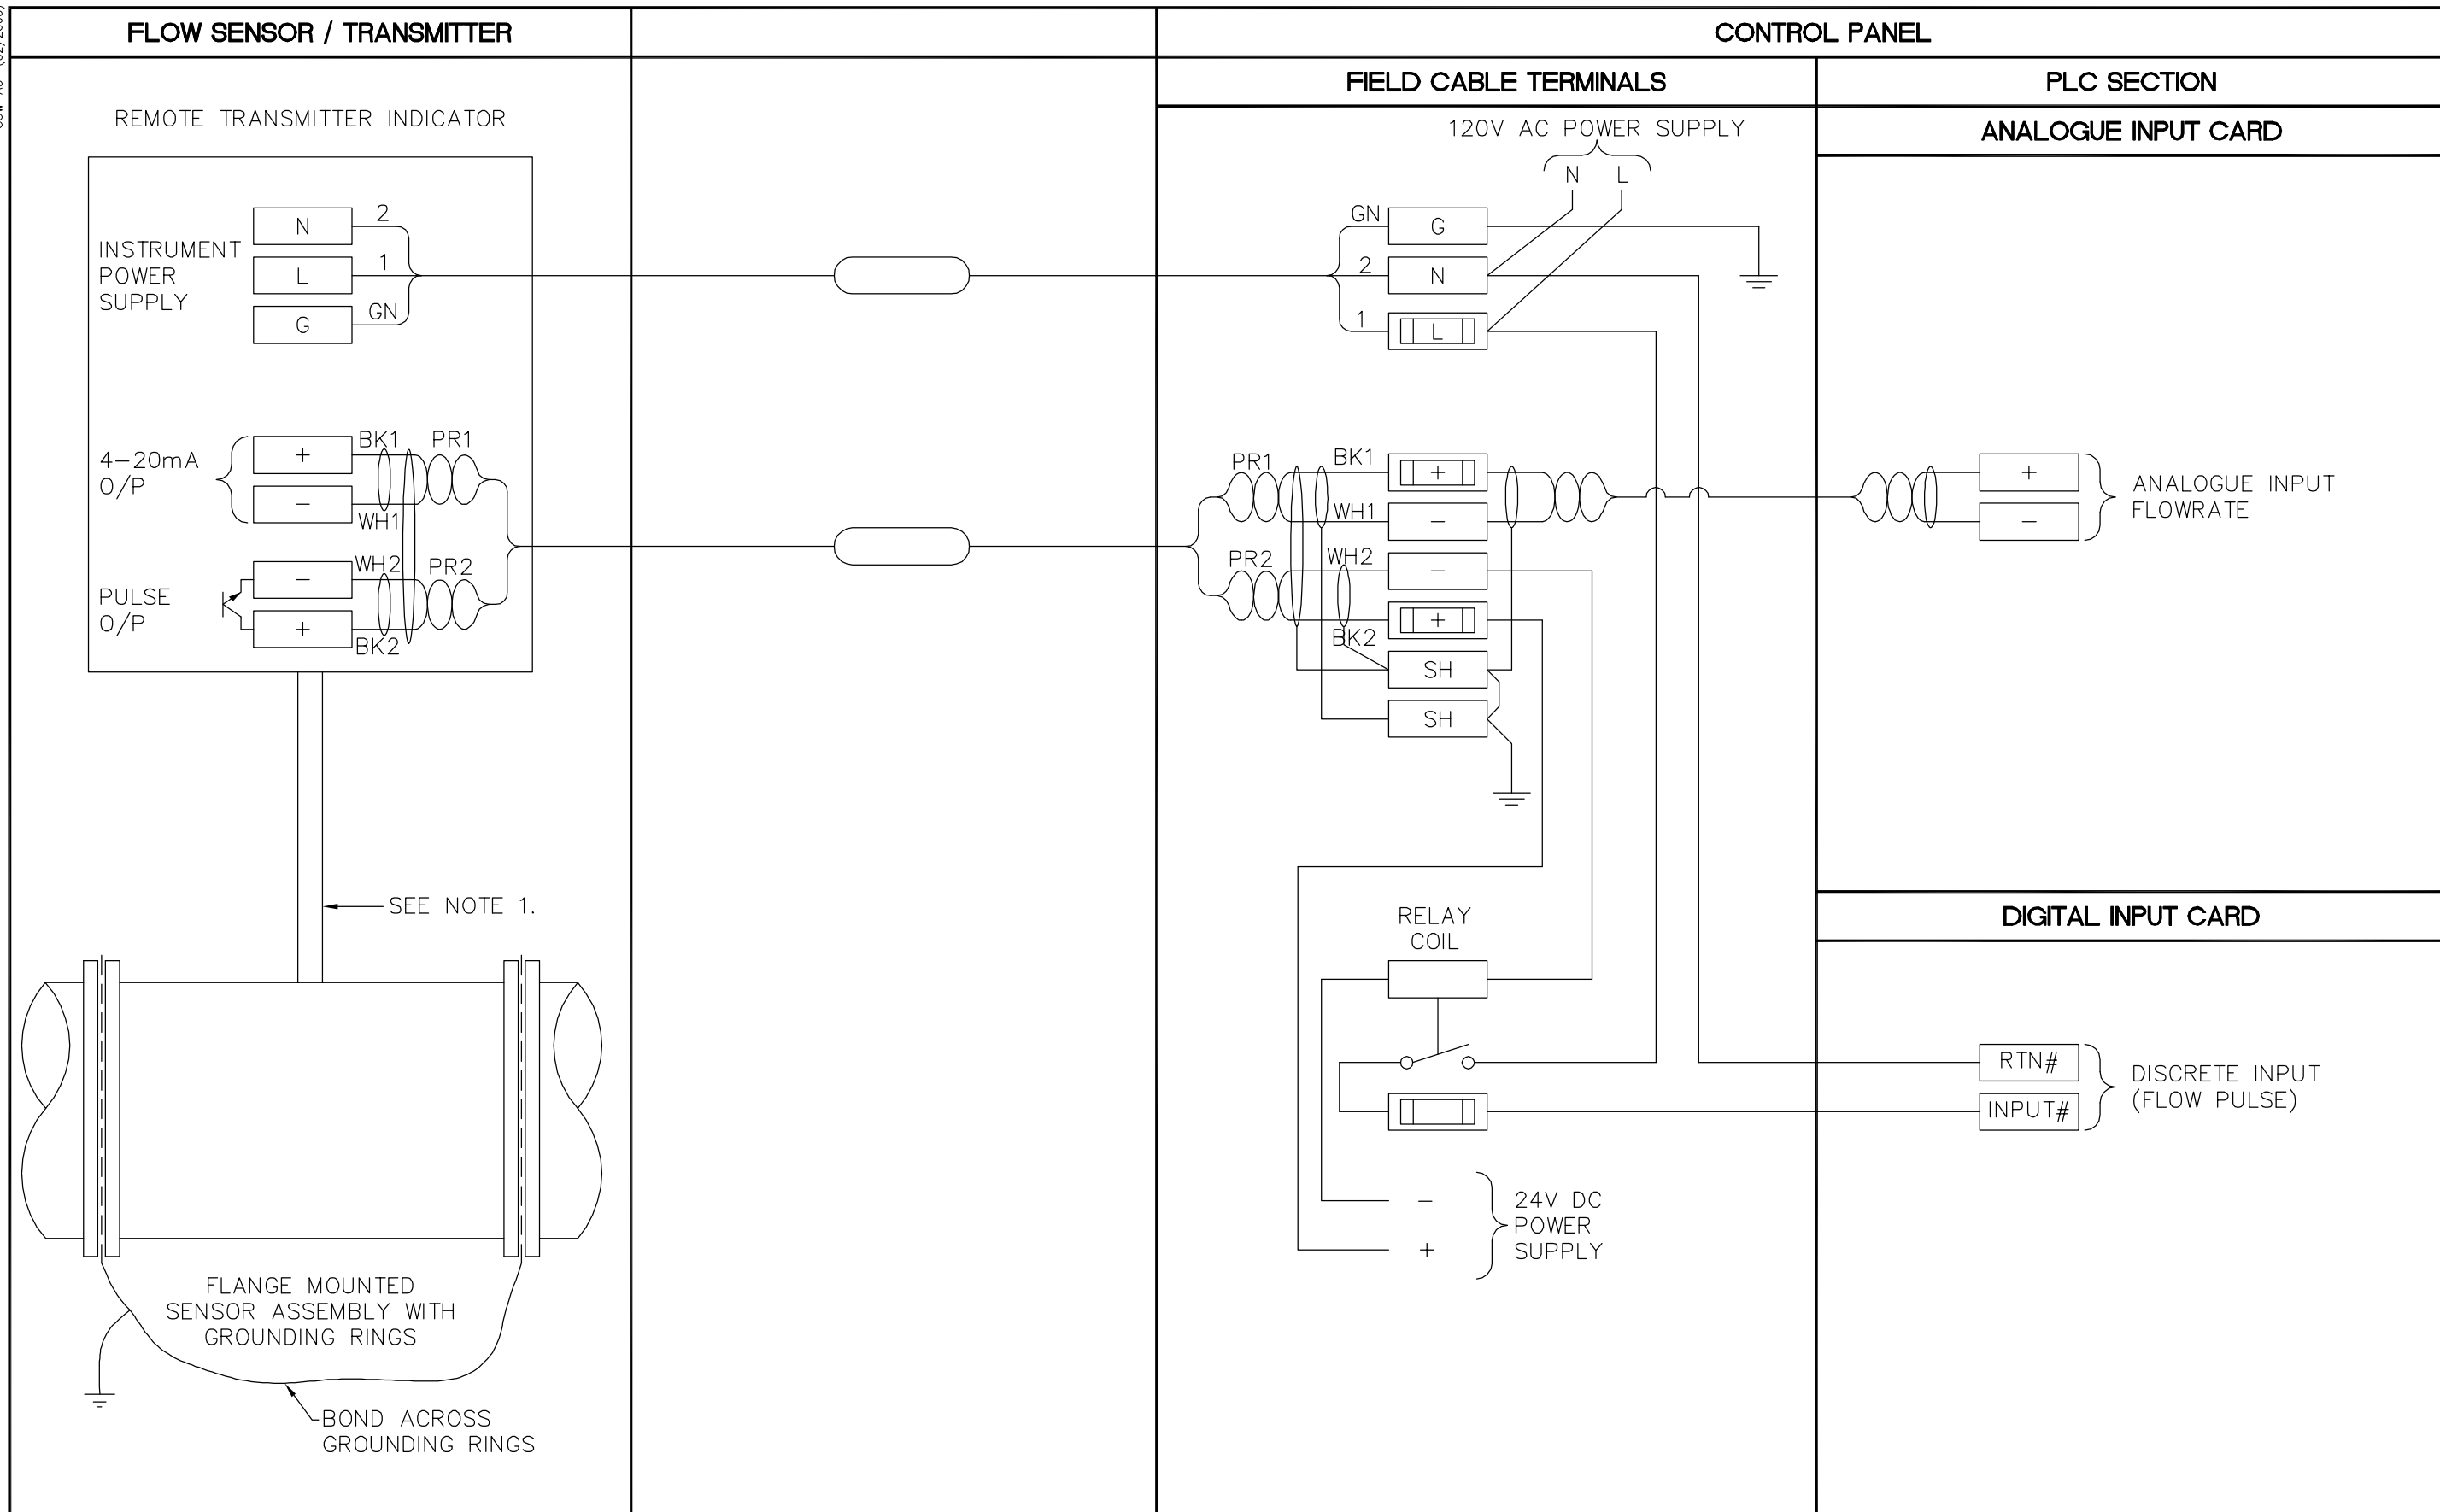 FLOW SENSOR / TRANSMITTER
CONTROL PANEL
FIELD CABLE TERMINALS
PLC SECTION
ANALOGUE INPUT CARD
REMOTE TRANSMITTER INDICATOR
120V AC POWER SUPPLY
N L
INSTRUMENT
POWER
SUPPLY
N
2
L
1
G
GN
GN
G
2
N
1
L
4-20mA
O/P
+
BK1
PR1
-
WH1
PULSE
O/P
-
WH2
PR2
+
BK2
PR1
BK1
+
WH1
-
PR2
WH2
-
+
BK2
SH
SH
+
-
ANALOGUE INPUT
FLOWRATE
SEE NOTE 1.
RELAY
COIL
DIGITAL INPUT CARD
RTN#
INPUT#
DISCRETE INPUT
(FLOW PULSE)
-
+
24V DC
POWER
SUPPLY
FLANGE MOUNTED
SENSOR ASSEMBLY WITH
GROUNDING RINGS
BOND ACROSS
GROUNDING RINGS